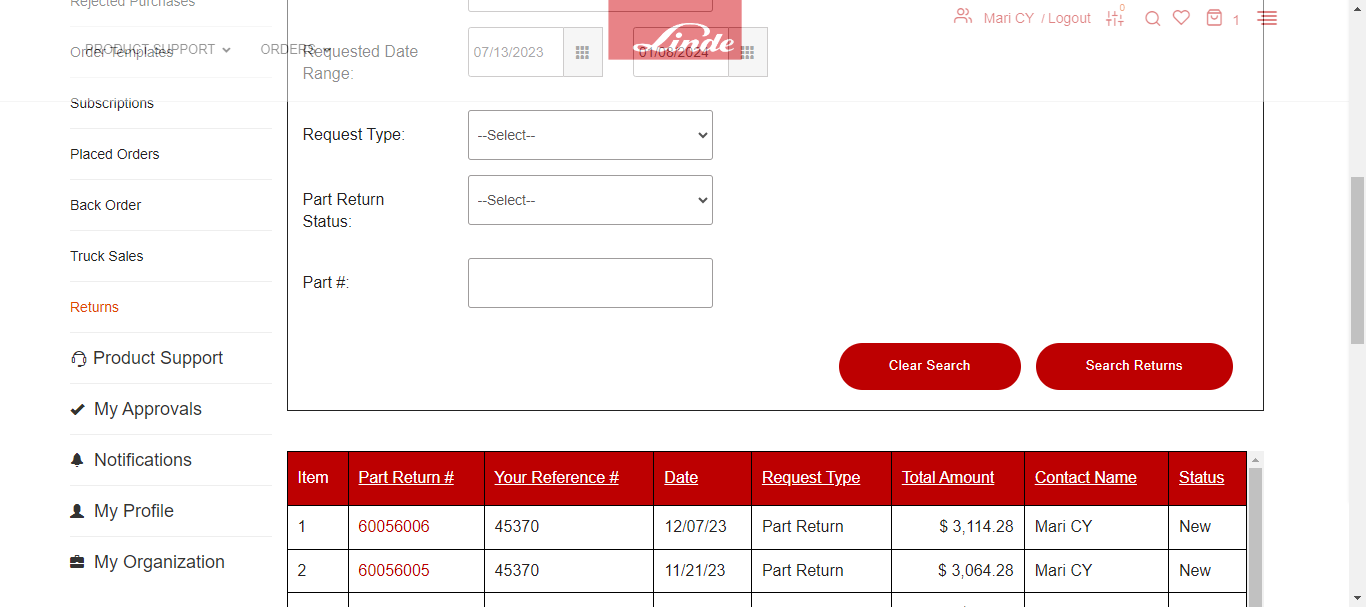 Rejected Purchases
Linde
Mari CY / Logout
0
1
PRODUCT SUPPORT
ORDERS
Order Templates
Subscriptions
Placed Orders
Back Order
Truck Sales
Returns
Product Support
My Approvals
Notifications
My Profile
My Organization
Requested Date
Range:
07/13/2023
01/08/2024
Request Type:
--Select--
Part Return
Status:
--Select--
Part #:
Clear Search
Search Returns
Item Part Return # Your Reference # Date Request Type Total Amount Contact Name Status
1 60056006 45370 12/07/23 Part Return $ 3,114.28 Mari CY New
2 60056005 45370 11/21/23 Part Return $ 3,064.28 Mari CY New